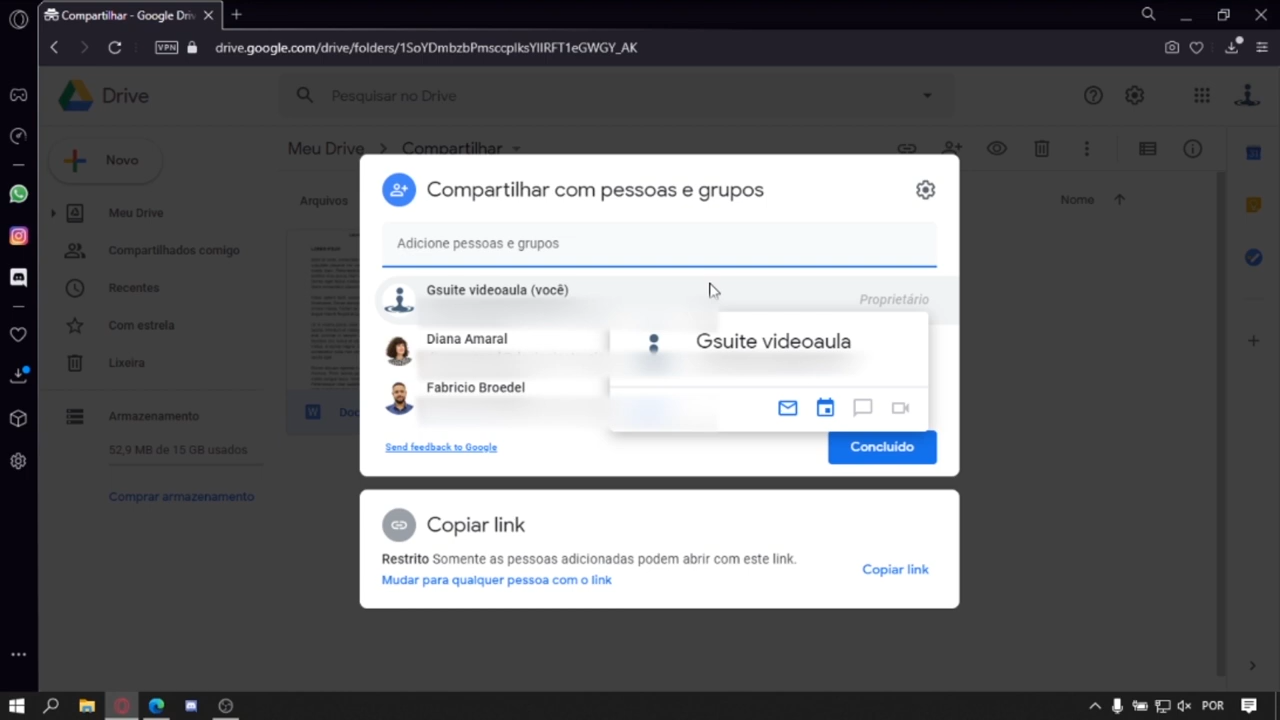 Compartilhar - Google Driv
VPN
drive.google.com/drive/folders/1SoYDmbzbPmsccplksYlIRFT1eGWGY_AK
Drive
Pesquisar no Drive
Novo
Meu Drive
Compartilhar
Meu Drive
Compartilhados comigo
Recentes
Com estrela
Lixeira
Armazenamento
52,9 MB de 15 GB usados
Comprar armazenamento
Arquivos
Nome
W
Doc
Compartilhar com pessoas e grupos
Adicione pessoas e grupos
Gsuite videoaula (você)
Proprietário
Diana Amaral
Gsuite videoaula
Fabricio Broedel
Send feedback to Google
Concluído
Copiar link
Restrito Somente as pessoas adicionadas podem abrir com este link.
Mudar para qualquer pessoa com o link
Copiar link
POR